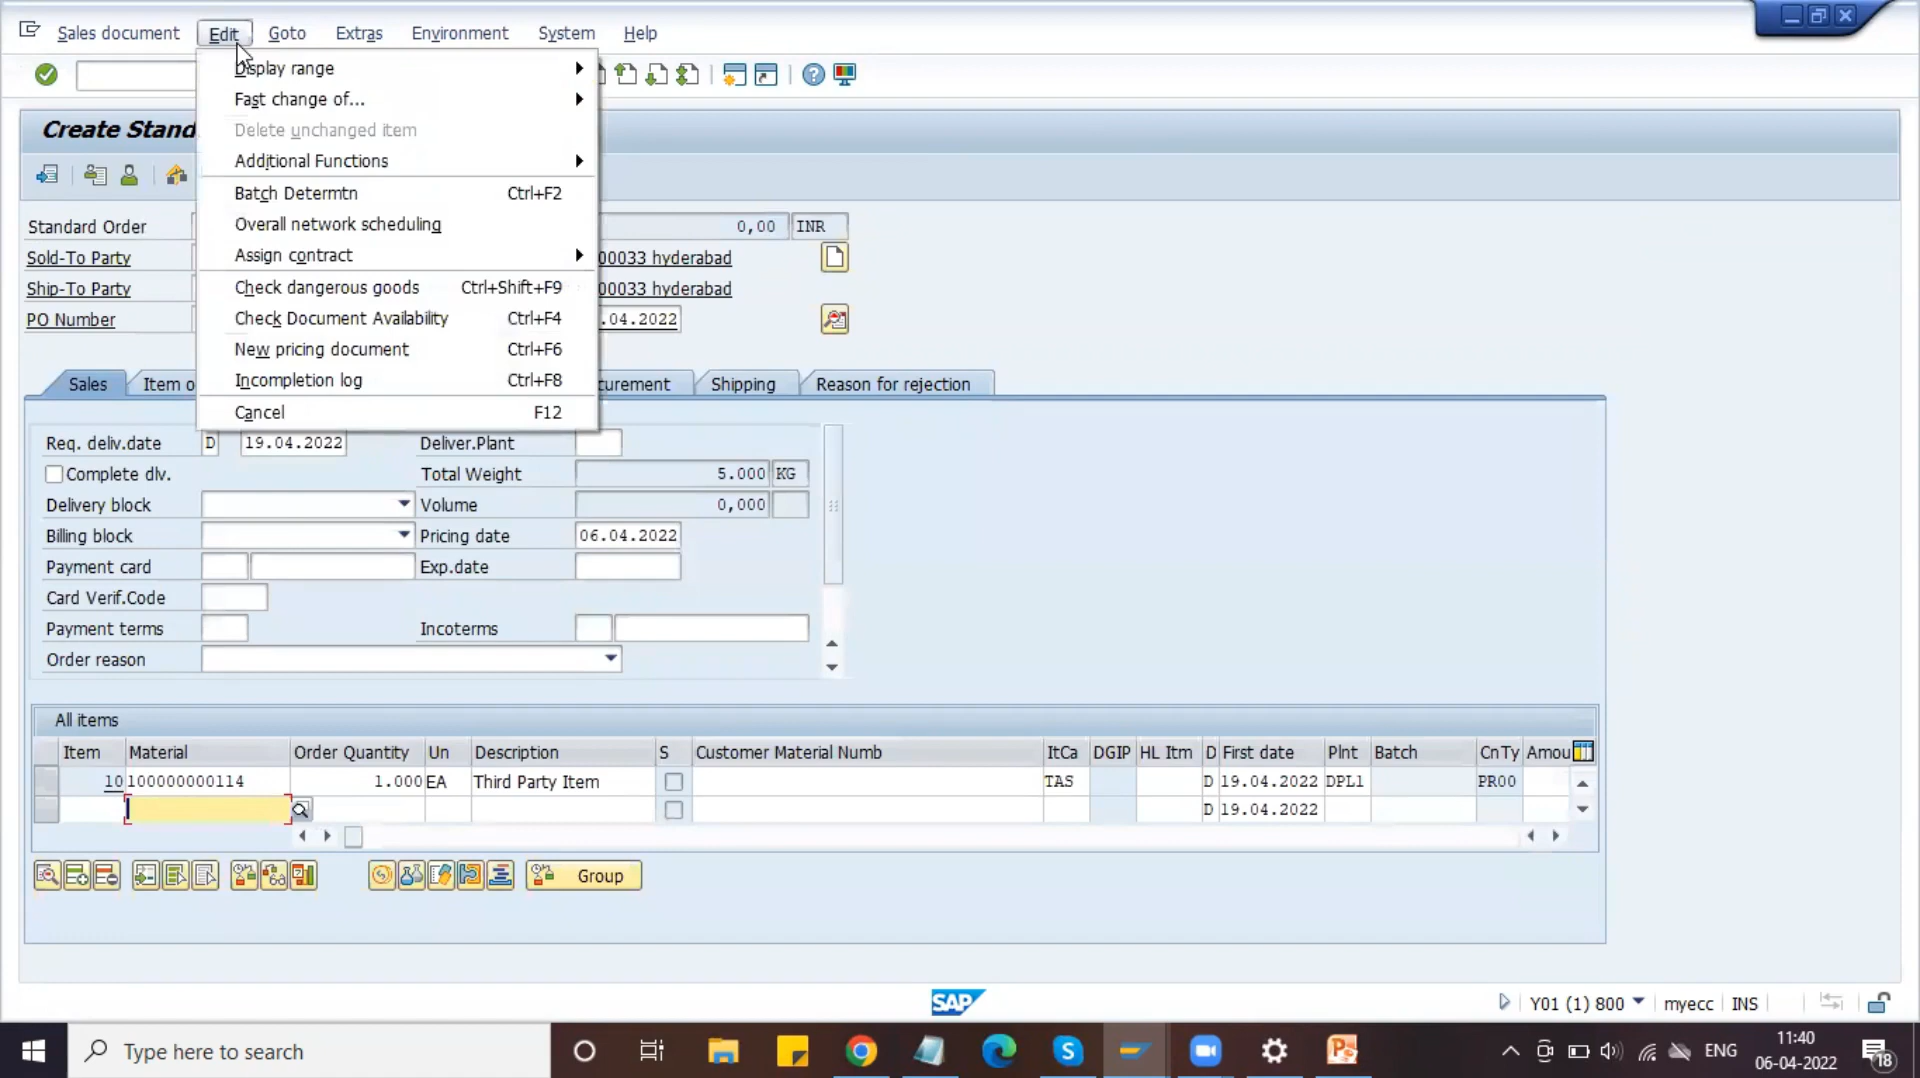 Sales document Edit Goto Extras Environment System Help
Display range
Fast change of...
Delete unchanged item
Additional Functions
Batch Determtn Ctrl+F2
Overall network scheduling
Assign contract
Check dangerous goods Ctrl+Shift+F9
Check Document Availability Ctrl+F4
New pricing document Ctrl+F6
Incompletion log Ctrl+F8
Cancel F12
Create Stand
Standard Order 0,00 INR
Sold-To Party 00033 hyderabad
Ship-To Party 00033 hyderabad
PO Number .04.2022
Sales Item o curement Shipping Reason for rejection
Req. deliv.date D 19.04.2022 Deliver.Plant
Complete dlv. Total Weight 5.000 KG
Delivery block Volume 0,000
Billing block Pricing date 06.04.2022
Payment card Exp.date
Card Verif.Code
Payment terms Incoterms
Order reason
All items
Item Material Order Quantity Un Description S Customer Material Numb ItCa DGIP HL Itm D First date Plnt Batch CnTy Amou
10 100000000114 1.000 EA Third Party Item TAS D 19.04.2022 DPL1 PR00
D 19.04.2022
Group
SAP
Y01 (1) 800 myecc INS
Type here to search
ENG
11:40
06-04-2022
18